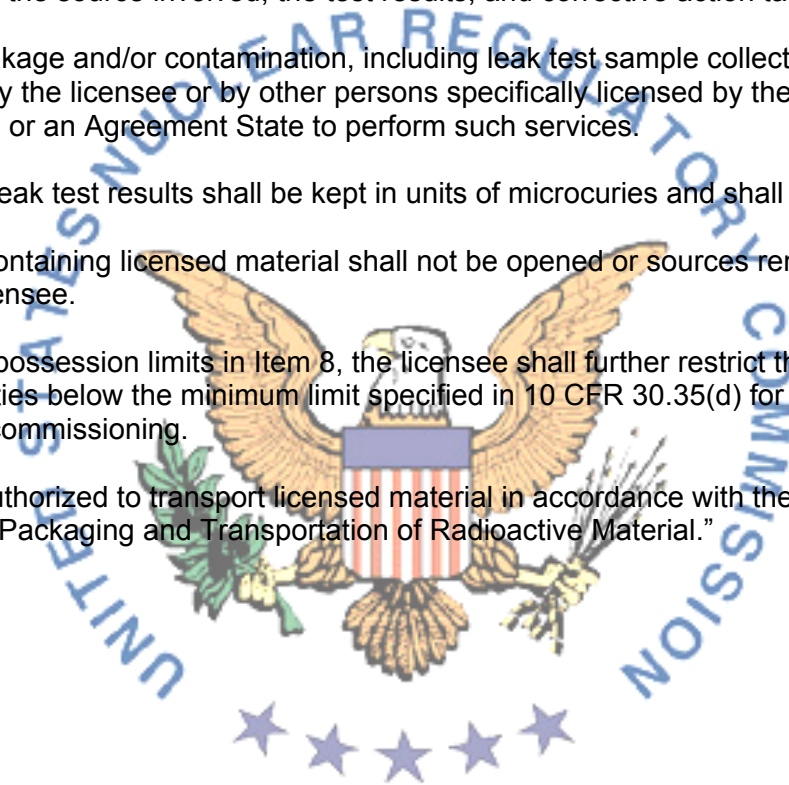 the source involved, the test results, and corrective action ta
kage and/or contamination, including leak test sample collect
y the licensee or by other persons specifically licensed by the
or an Agreement State to perform such services.
eak test results shall be kept in units of microcuries and shall
ontaining licensed material shall not be opened or sources rer
ensee.
possession limits in Item 8, the licensee shall further restrict th
ties below the minimum limit specified in 10 CFR 30.35(d) for
commissioning.
uthorized to transport licensed material in accordance with the
Packaging and Transportation of Radioactive Material.”
UNITED STATES NUCLEAR REGULATORY COMMISSION